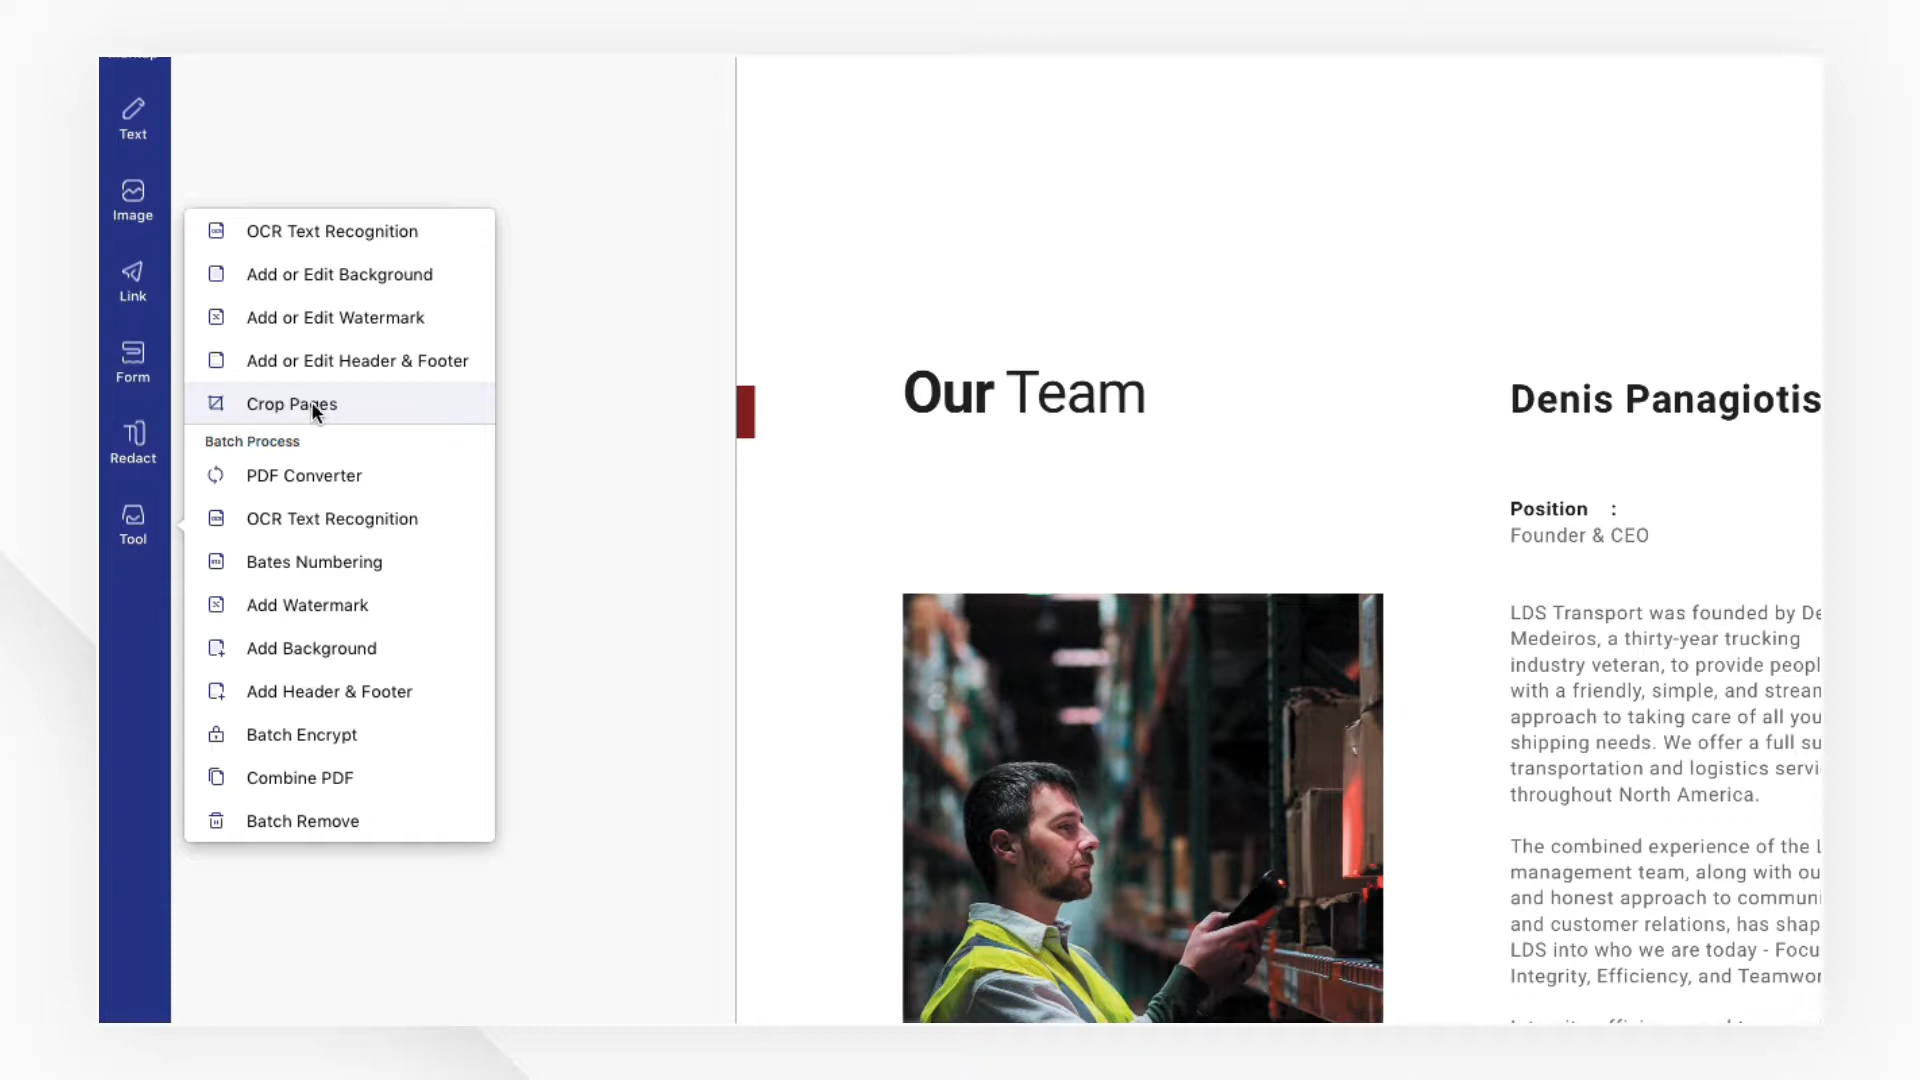 Text
Image
Link
Form
Redact
Tool
OCR Text Recognition
Add or Edit Background
Add or Edit Watermark
Add or Edit Header & Footer
Crop Pages
Batch Process
PDF Converter
OCR Text Recognition
Bates Numbering
Add Watermark
Add Background
Add Header & Footer
Batch Encrypt
Combine PDF
Batch Remove
Our Team
Denis Panagiotis
Position :
Founder & CEO
LDS Transport was founded by De
Medeiros, a thirty-year trucking
industry veteran, to provide peopl
with a friendly, simple, and strean
approach to taking care of all you
shipping needs. We offer a full su
transportation and logistics servi
throughout North America.
The combined experience of the L
management team, along with ou
and honest approach to communi
and customer relations, has shap
LDS into who we are today - Focu
Integrity, Efficiency, and Teamwor